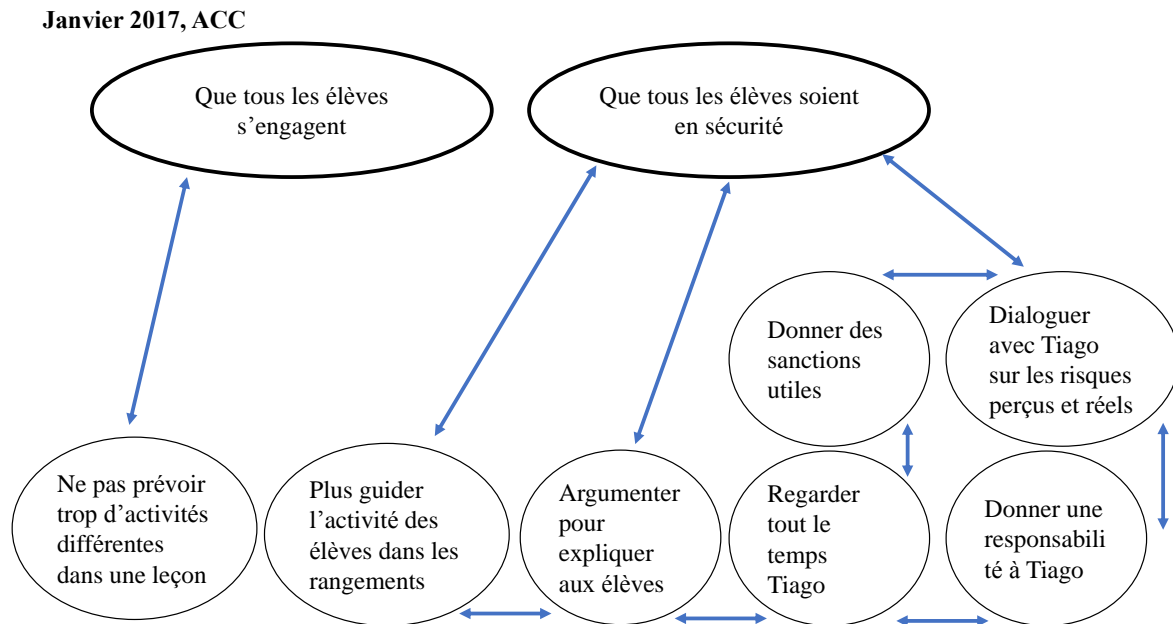 Janvier 2017, ACC
Que tous les élèves
s’engagent
Que tous les élèves soient
en sécurité
Donner des
sanctions
utiles
Dialoguer
avec Tiago
sur les risques
perçus et réels
Ne pas prévoir
trop d’activités
différentes
dans une leçon
Plus guider
l’activité des
élèves dans les
rangements
Argumenter
pour
expliquer
aux élèves
Regarder
tout le
temps
Tiago
Donner une
responsabili
té à Tiago